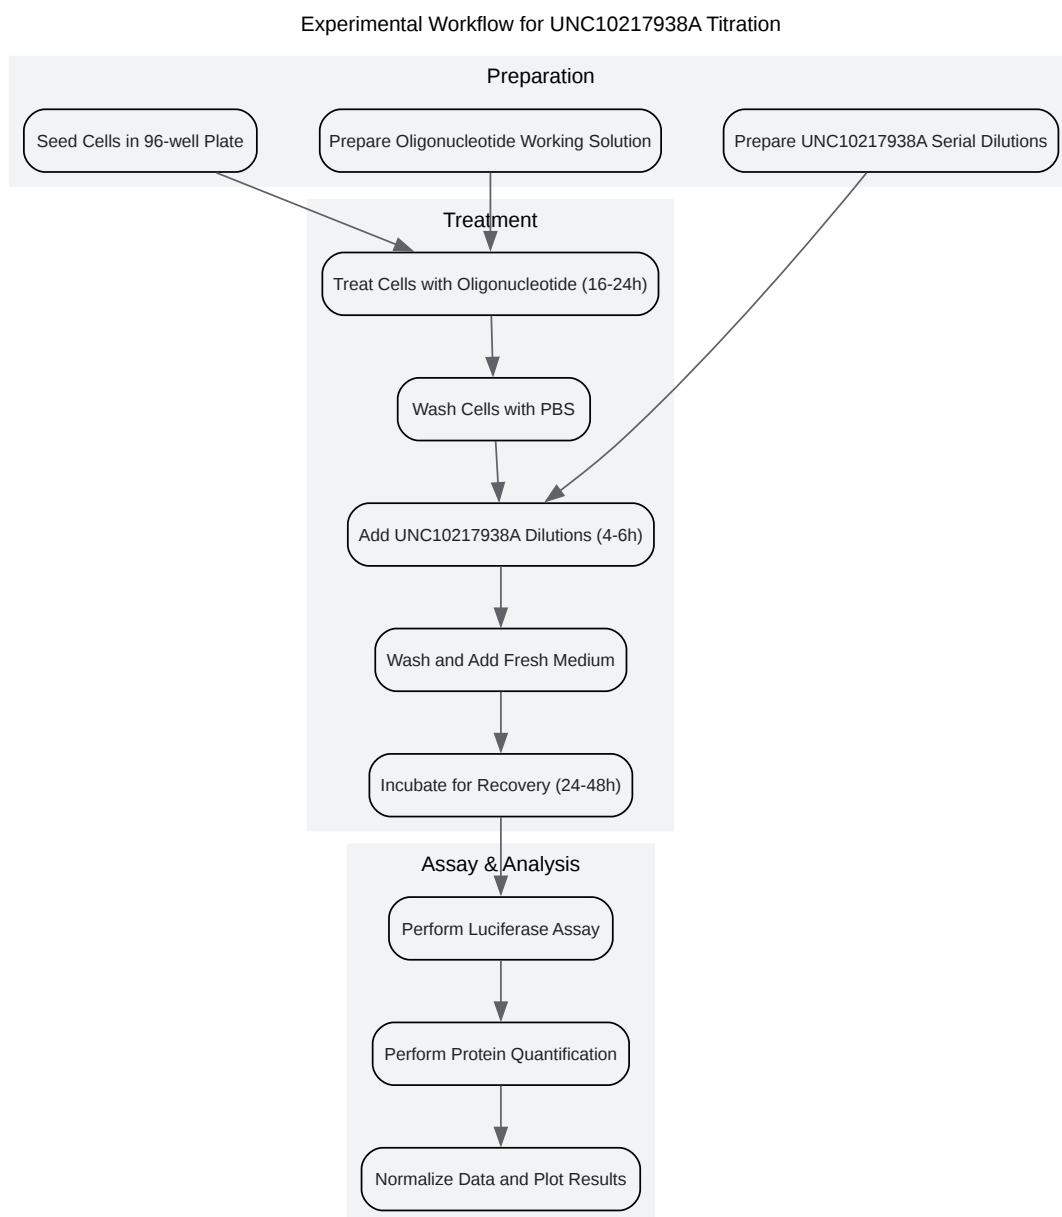 Experimental Workflow for UNC10217938A Titration
Preparation
Seed Cells in 96-well Plate
Prepare Oligonucleotide Working Solution
Prepare UNC10217938A Serial Dilutions
Treatment
Treat Cells with Oligonucleotide (16-24h)
Wash Cells with PBS
Add UNC10217938A Dilutions (4-6h)
Wash and Add Fresh Medium
Incubate for Recovery (24-48h)
Assay & Analysis
Perform Luciferase Assay
Perform Protein Quantification
Normalize Data and Plot Results